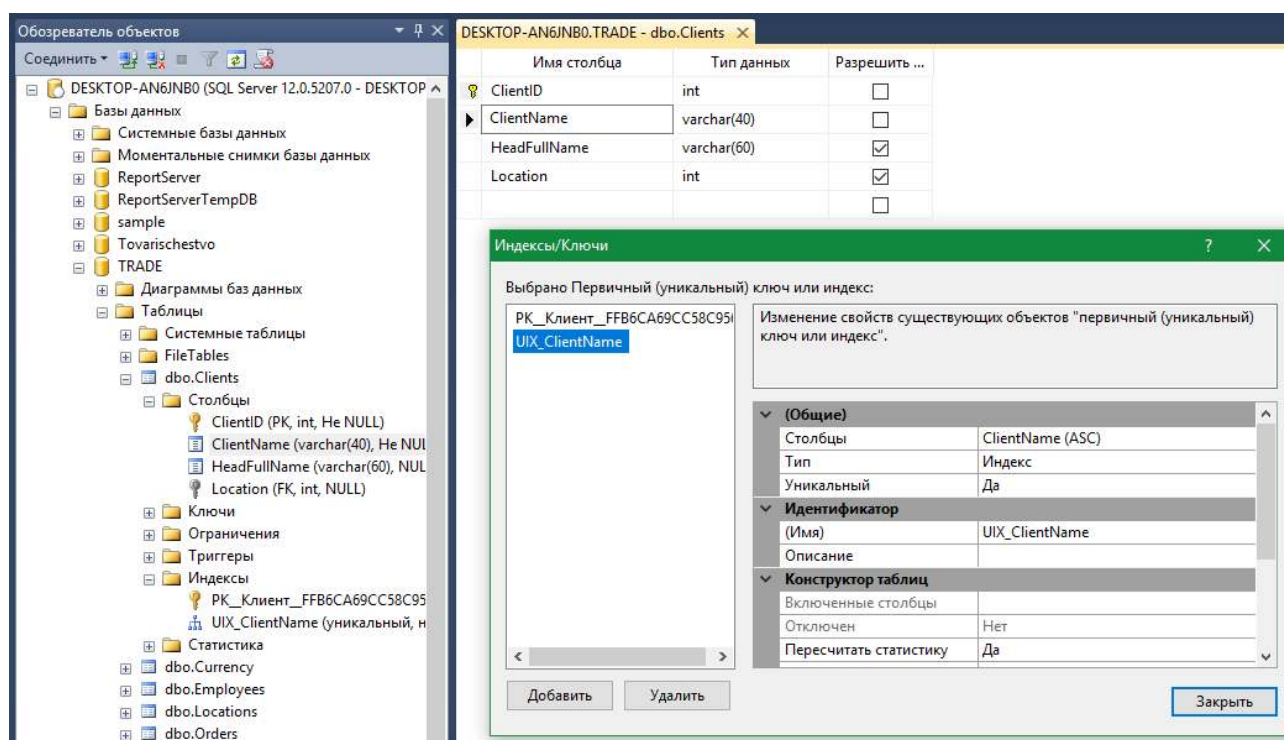 Обозреватель объектов
Соединить
DESKTOP-AN6JNB0 (SQL Server 12.0.5207.0 - DESKTOP
Базы данных
Системные базы данных
Моментальные снимки базы данных
ReportServer
ReportServerTempDB
sample
Tovarischestvo
TRADE
Диаграммы баз данных
Таблицы
Системные таблицы
FileTables
dbo.Clients
Столбцы
ClientID (PK, int, Не NULL)
ClientName (varchar(40), Не NUL
HeadFullName (varchar(60), NUL
Location (FK, int, NULL)
Ключи
Ограничения
Триггеры
Индексы
PK__Клиент__FFB6CA69CC58C95
UIX_ClientName (уникальный, н
Статистика
dbo.Currency
dbo.Employees
dbo.Locations
dbo.Orders
DESKTOP-AN6JNB0.TRADE - dbo.Clients
Имя столбца Тип данных Разрешить ...
ClientID int
ClientName varchar(40)
HeadFullName varchar(60)
Location int
Индексы/Ключи ?
Выбрано Первичный (уникальный) ключ или индекс:
PK__Клиент__FFB6CA69CC58C95
UIX_ClientName
Изменение свойств существующих объектов "первичный (уникальный)
ключ или индекс".
(Общие)
Столбцы ClientName (ASC)
Тип Индекс
Уникальный Да
Идентификатор
(Имя) UIX_ClientName
Описание
Конструктор таблиц
Включенные столбцы
Отключен Нет
Пересчитать статистику Да
Добавить Удалить
Закрыть